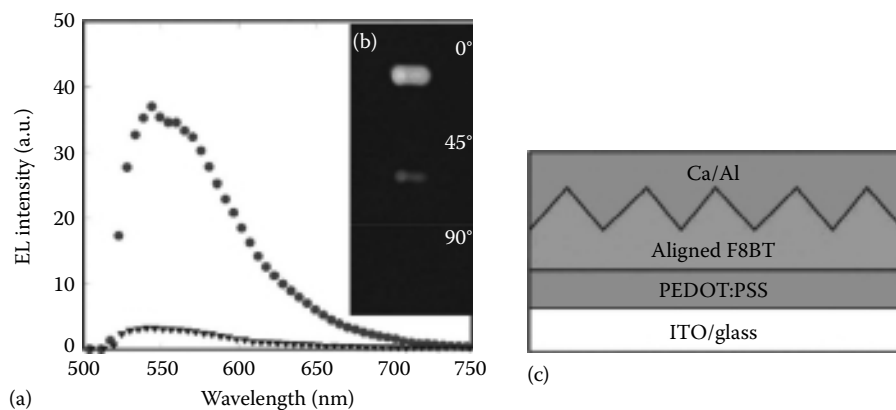 50
40
30
20
10
0
EL intensity (a.u.)
500
550
600
650
700
750
Wavelength (nm)
(a)
(b)
0°
45°
90°
Ca/Al
Aligned F8BT
PEDOT:PSS
ITO/glass
(c)